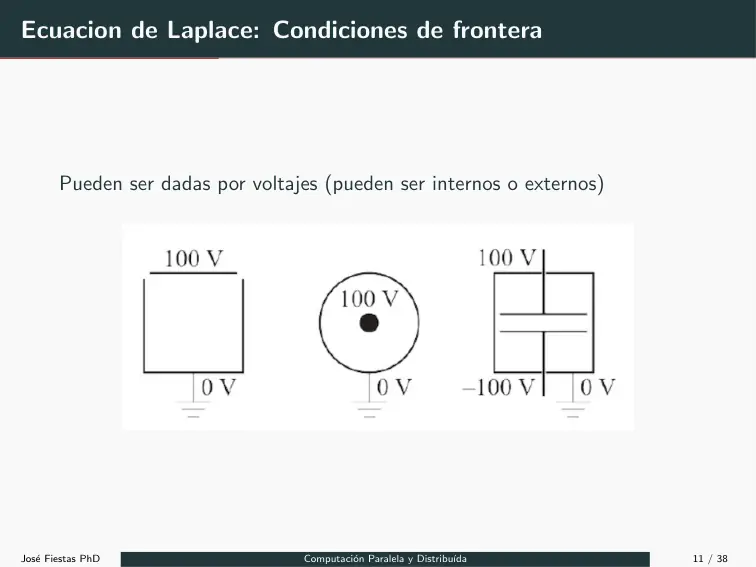 Ecuacion de Laplace: Condiciones de frontera
Pueden ser dadas por voltajes (pueden ser internos o externos)
100 V
0 V
100 V
0 V
100 V
−100 V
0 V
José Fiestas PhD
Computación Paralela y Distribuída
11 / 38